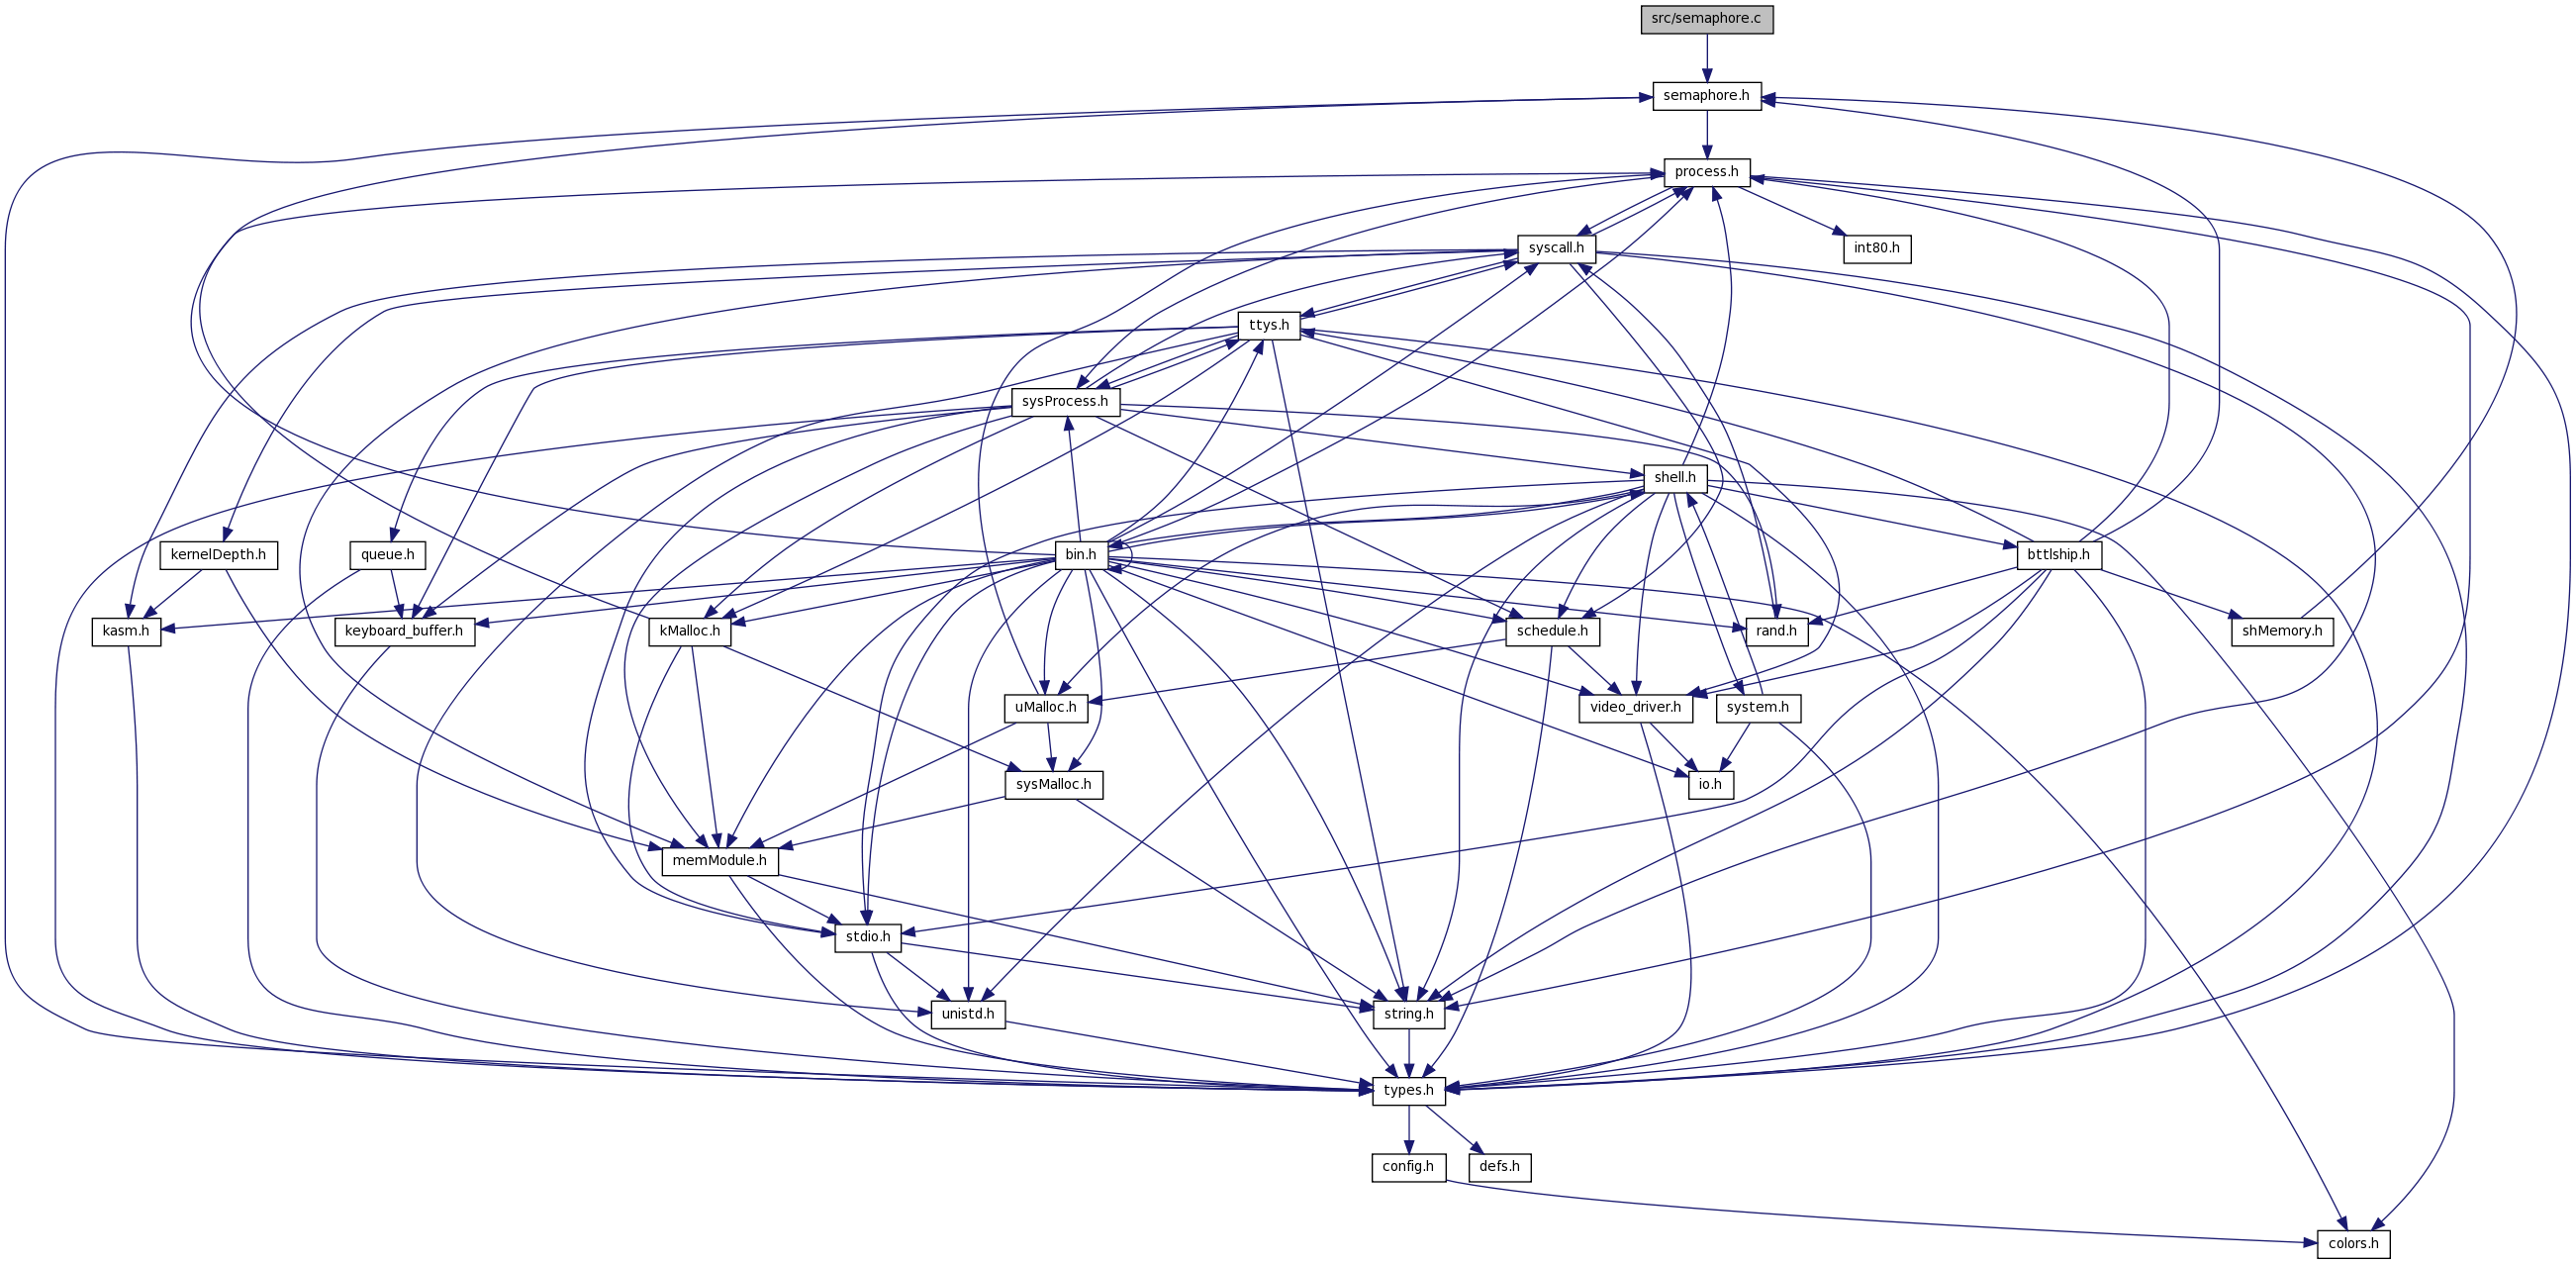 src/semaphore.c
semaphore.h
process.h
syscall.h
int80.h
ttys.h
sysProcess.h
shell.h
kernelDepth.h
queue.h
bin.h
bttlship.h
kasm.h
keyboard_buffer.h
kMalloc.h
schedule.h
rand.h
shMemory.h
uMalloc.h
video_driver.h
system.h
sysMalloc.h
io.h
memModule.h
stdio.h
unistd.h
string.h
types.h
config.h
defs.h
colors.h